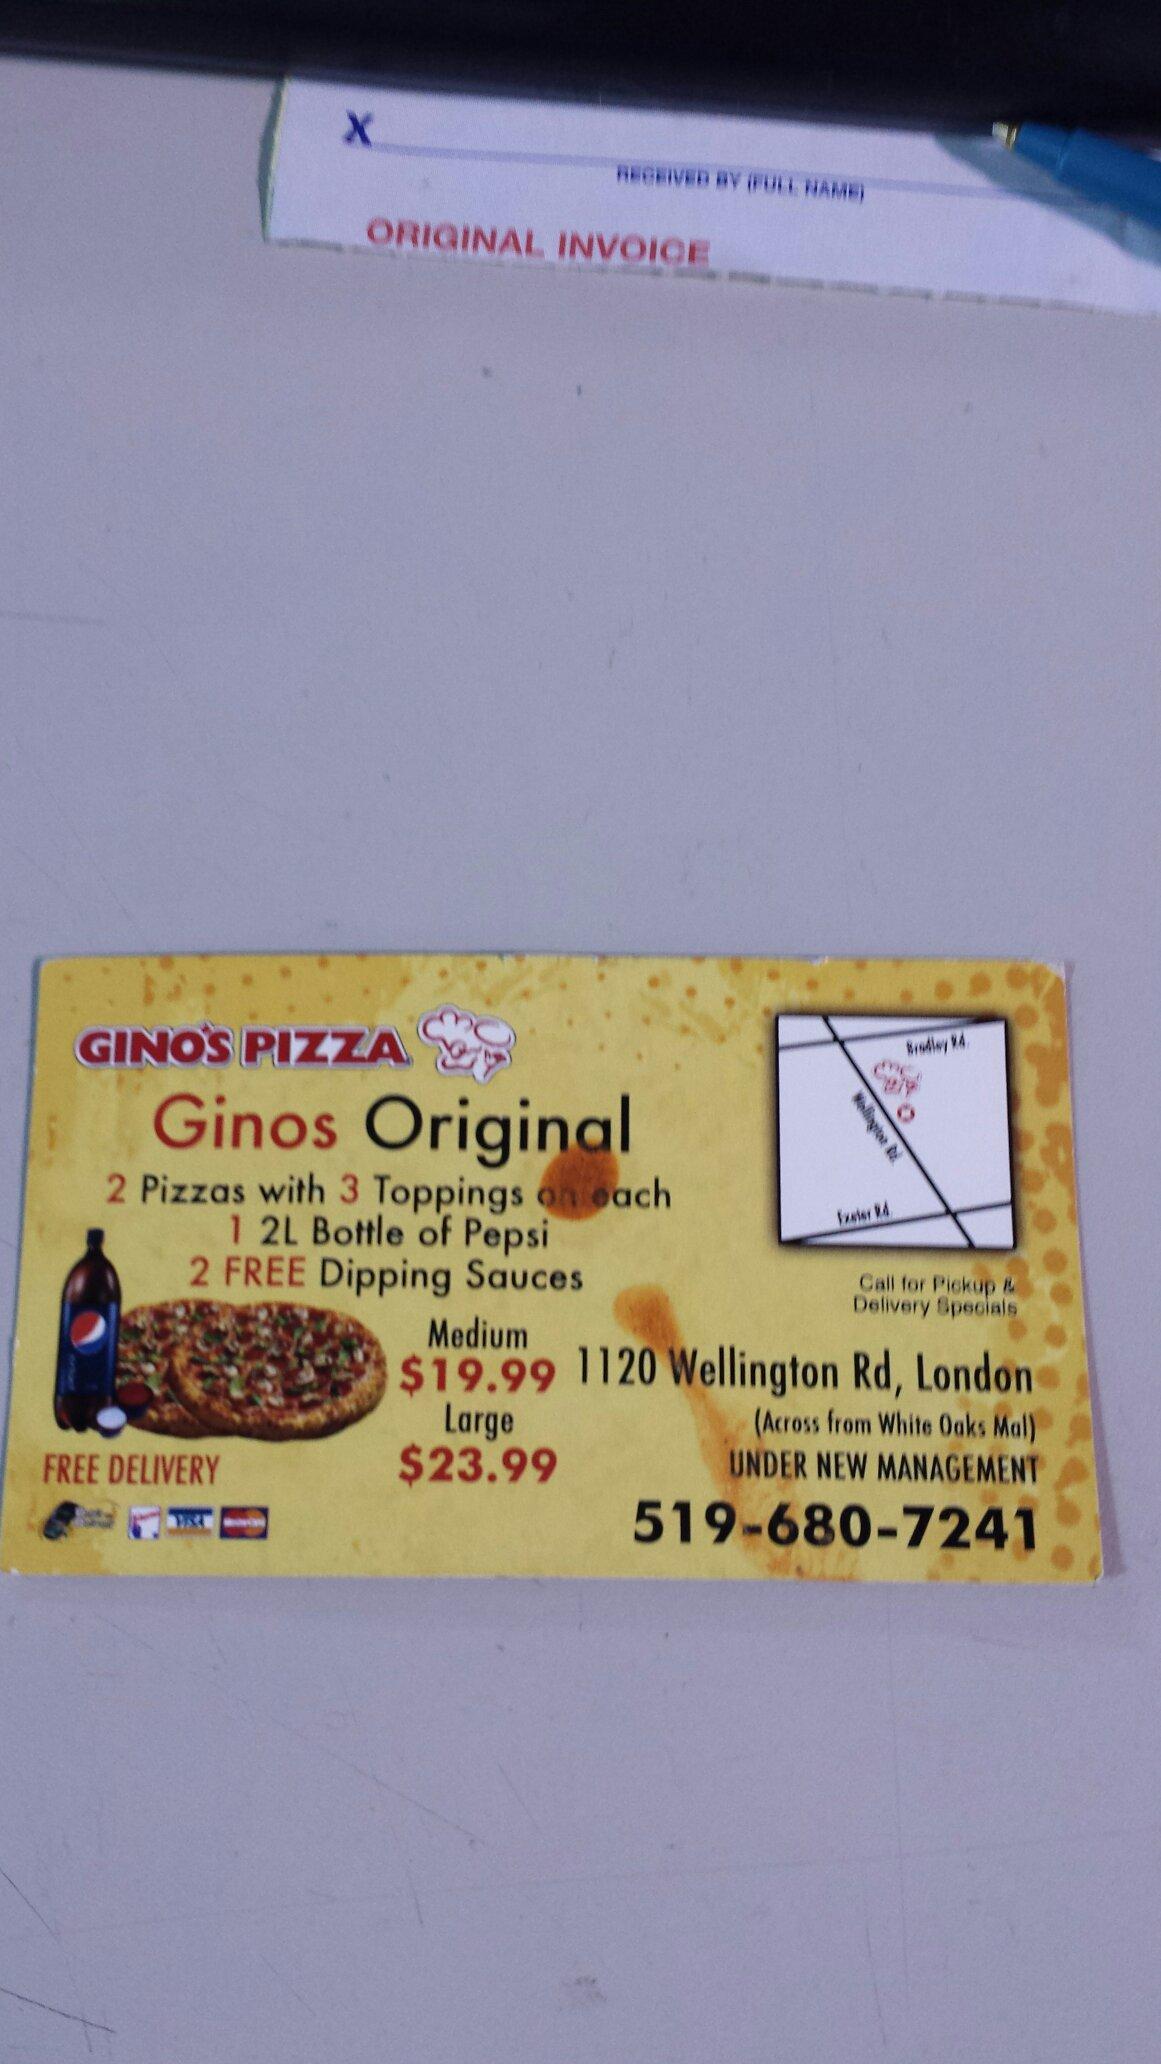 X
RECEIVED BY (FULL NAME)
ORIGINAL INVOICE
GINO'S PIZZA
Ginos Original
2 Pizzas with 3 Toppings on each
1 2L Bottle of Pepsi
2 FREE Dipping Sauces
Medium
$19.99
Large
$23.99
FREE DELIVERY
VISA
MasterCard
Bradley Rd.
Wellington Rd.
Exeter Rd.
Call for Pickup &
Delivery Specials
1120 Wellington Rd, London
(Across from White Oaks Mal)
UNDER NEW MANAGEMENT
519-680-7241